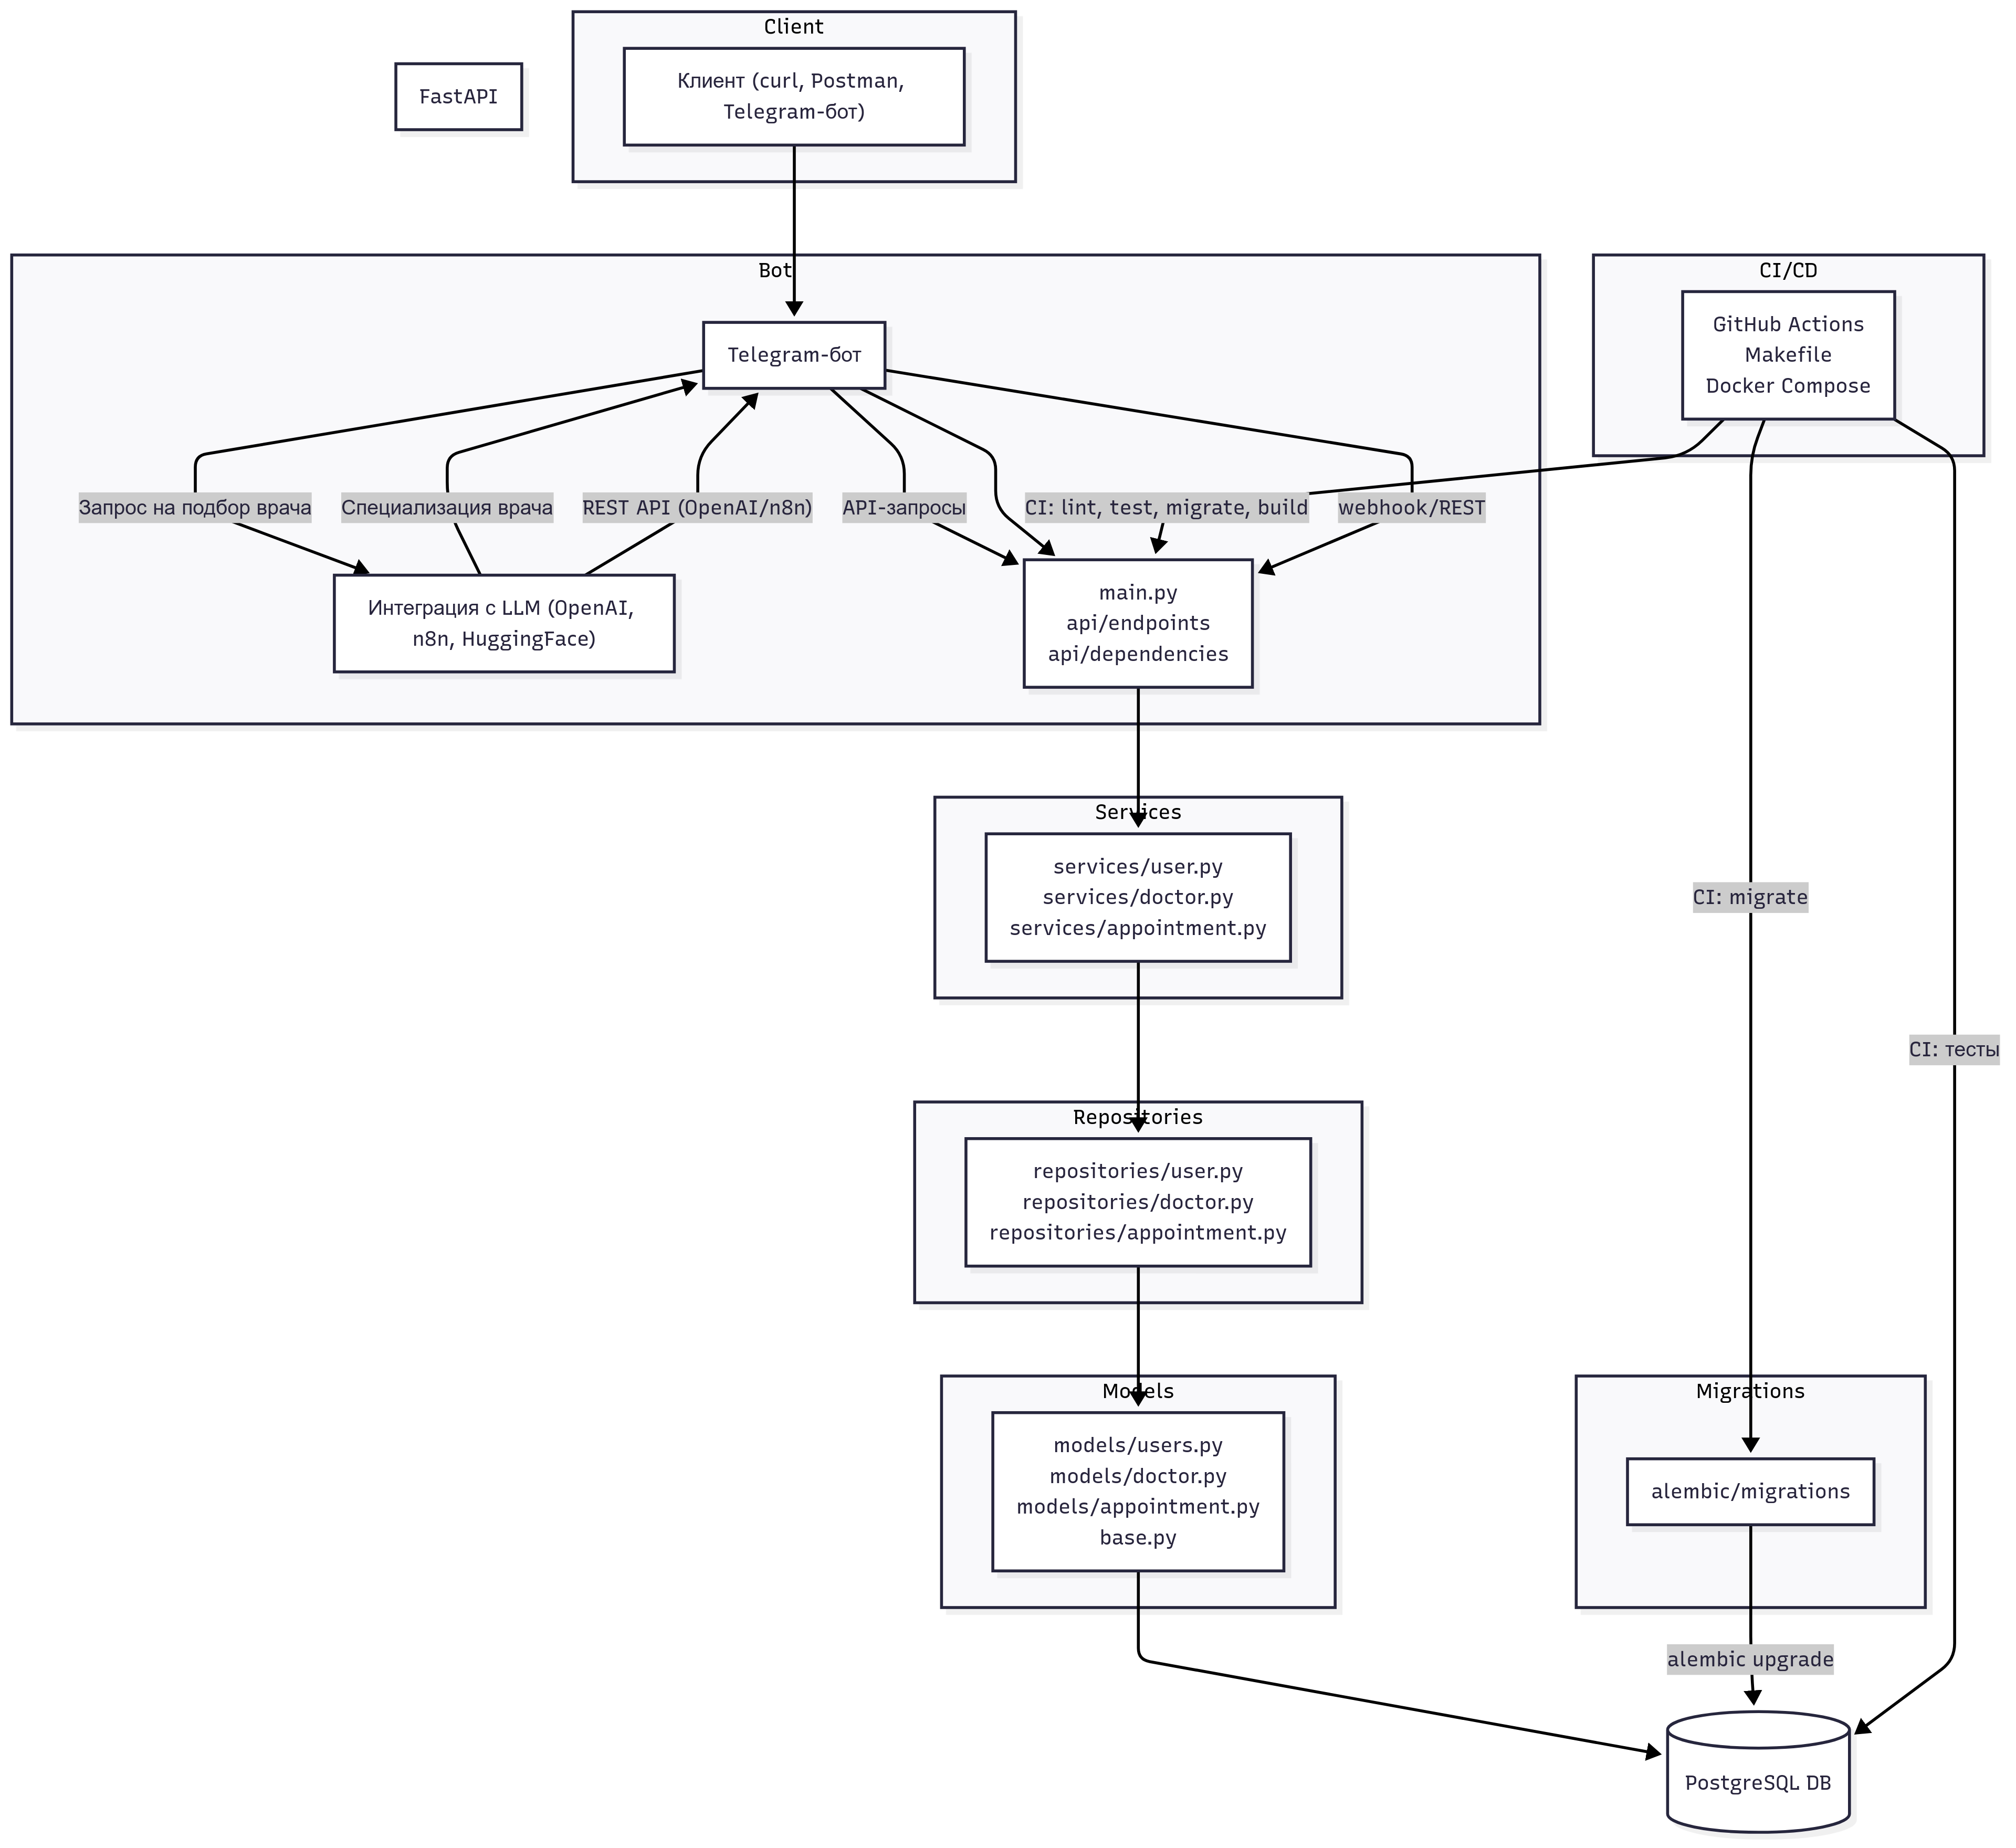 Client
Клиент (curl, Postman,
Telegram-бот)
FastAPI
Bot
CI/CD
Telegram-бот
GitHub Actions
Makefile
Docker Compose
Запрос на подбор врача
Специализация врача
REST API (OpenAI/n8n)
API-запросы
CI: lint, test, migrate, build
webhook/REST
Интеграция с LLM (OpenAI,
n8n, HuggingFace)
main.py
api/endpoints
api/dependencies
Services
services/user.py
services/doctor.py
services/appointment.py
CI: migrate
CI: тесты
Repositories
repositories/user.py
repositories/doctor.py
repositories/appointment.py
Models
models/users.py
models/doctor.py
models/appointment.py
base.py
Migrations
alembic/migrations
alembic upgrade
PostgreSQL DB